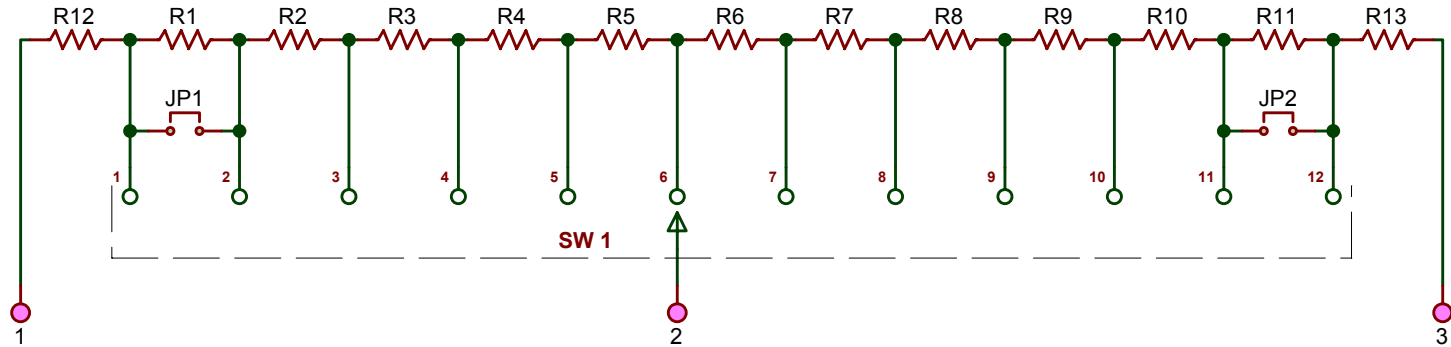 R12 R1 R2 R3 R4 R5 R6 R7 R8 R9 R10 R11 R13
JP1 JP2
1 2 3 4 5 6 7 8 9 10 11 12
SW 1
1 2 3